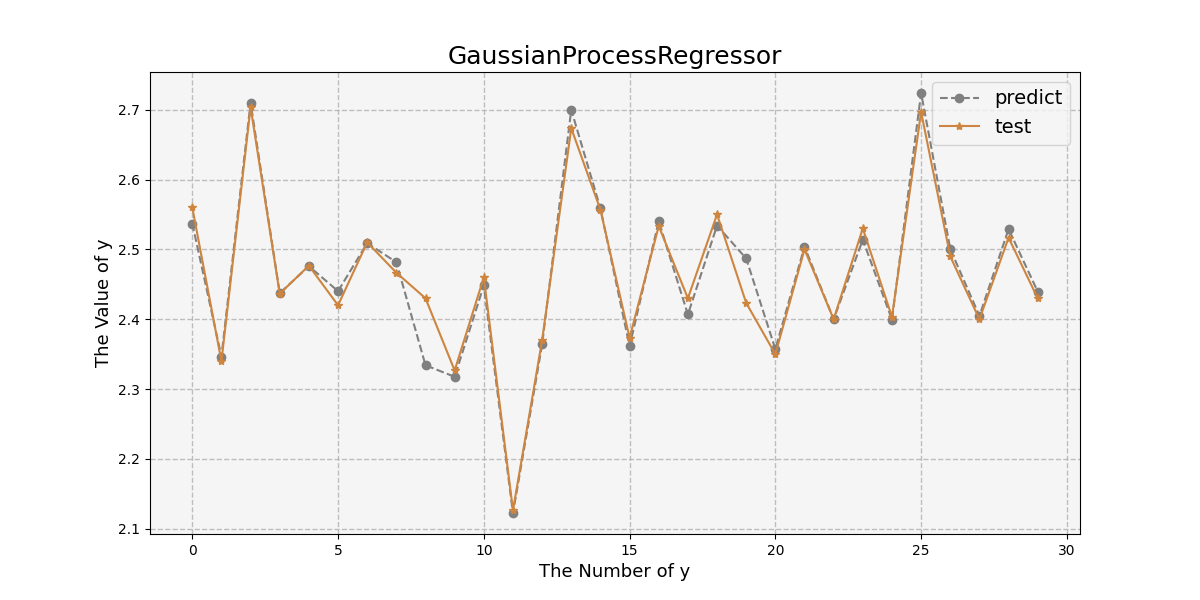 GaussianProcessRegressor
predict
test
The Value of y
2.7
2.6
2.5
2.4
2.3
2.2
2.1
0 5 10 15 20 25 30
The Number of y